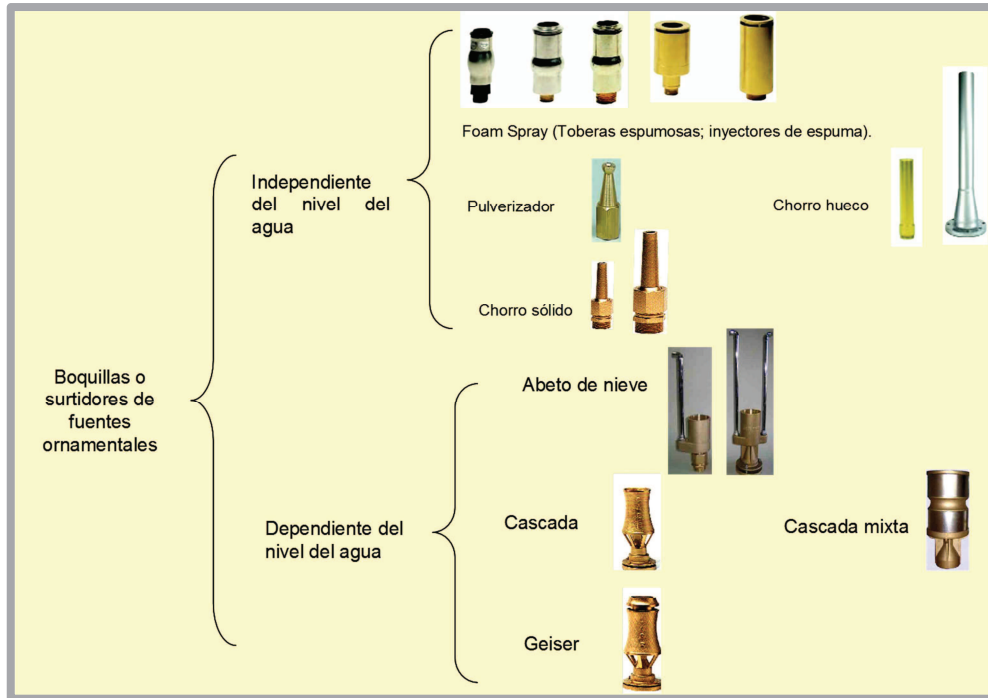 Foam Spray (Toberas espumosas; inyectores de espuma).
Independiente
del nivel del
agua
Pulverizador
Chorro hueco
Chorro sólido
Boquillas o
surtidores de
fuentes
ornamentales
Abeto de nieve
Dependiente del
nivel del agua
Cascada
Cascada mixta
Geiser